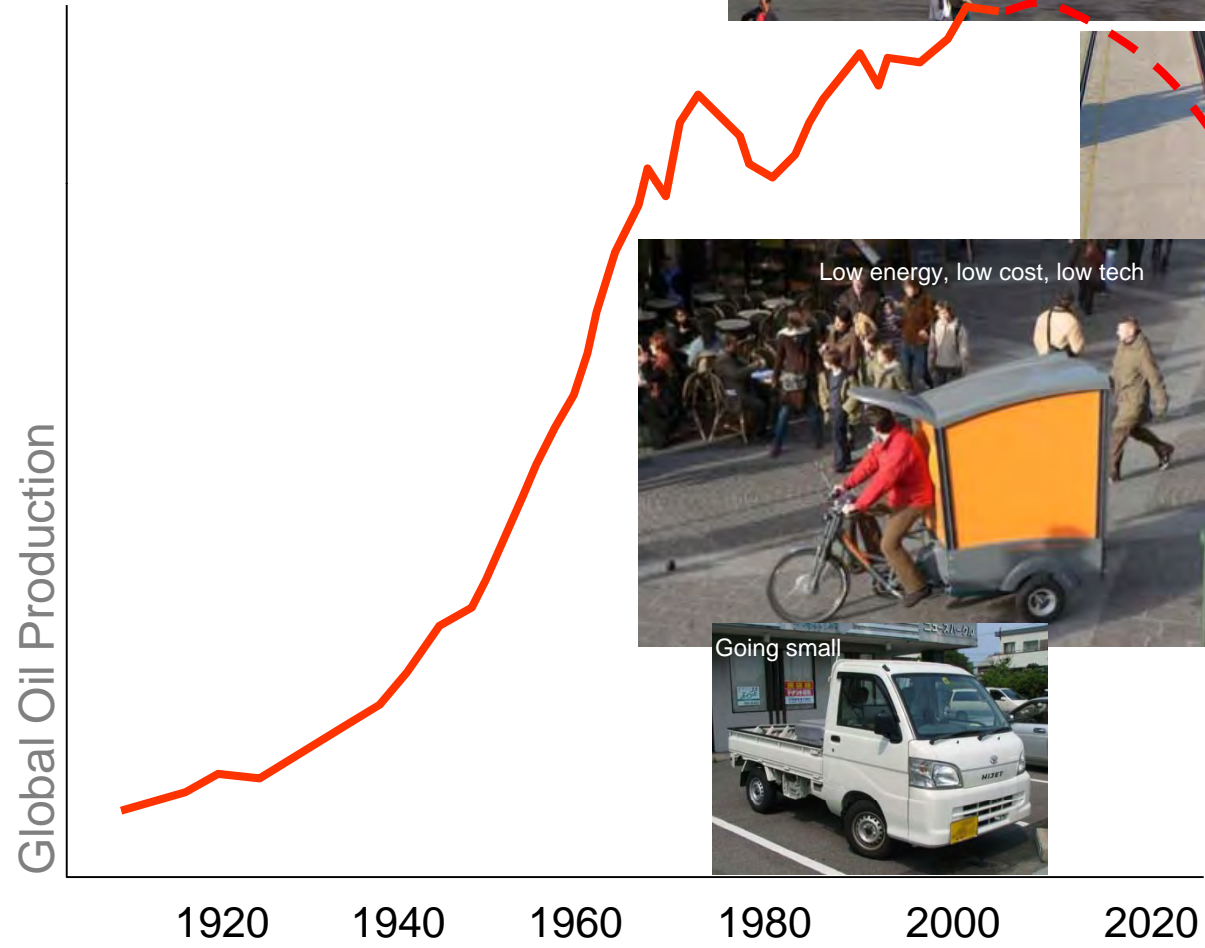 Low energy, low cost, low tech
Going small
HIJET
Global Oil Production
1920 1940 1960 1980 2000 2020